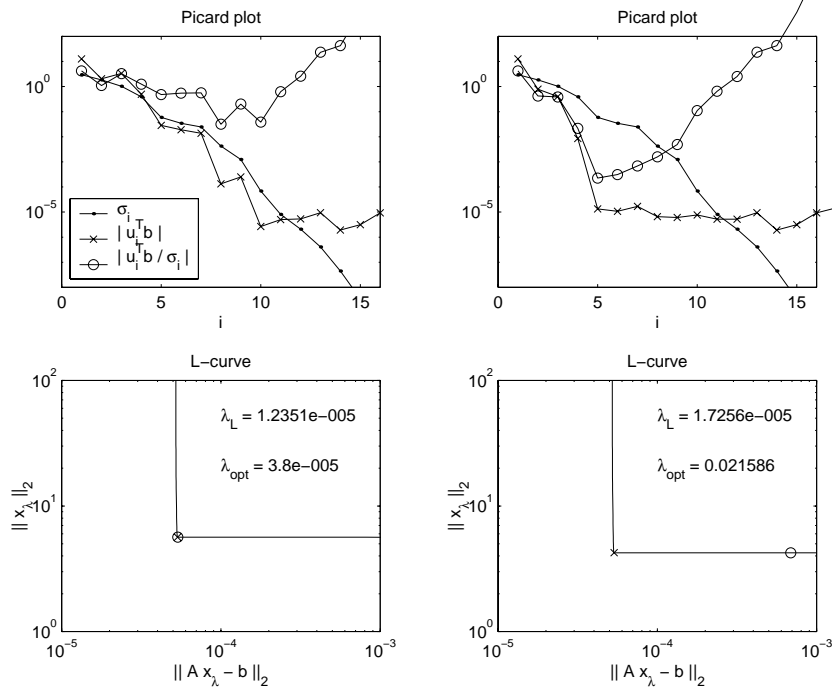 Picard plot
10^0
10^-5
σ_i
| u_i^T b |
| u_i^T b / σ_i |
0 5 10 15
i
Picard plot
10^0
10^-5
0 5 10 15
i
L−curve
10^2
10^1
10^0
λ_L = 1.2351e−005
λ_opt = 3.8e−005
|| x_λ ||_2
10^-5 10^-4 10^-3
|| A x_λ − b ||_2
L−curve
10^2
10^1
10^0
λ_L = 1.7256e−005
λ_opt = 0.021586
|| x_λ ||_2
10^-5 10^-4 10^-3
|| A x_λ − b ||_2